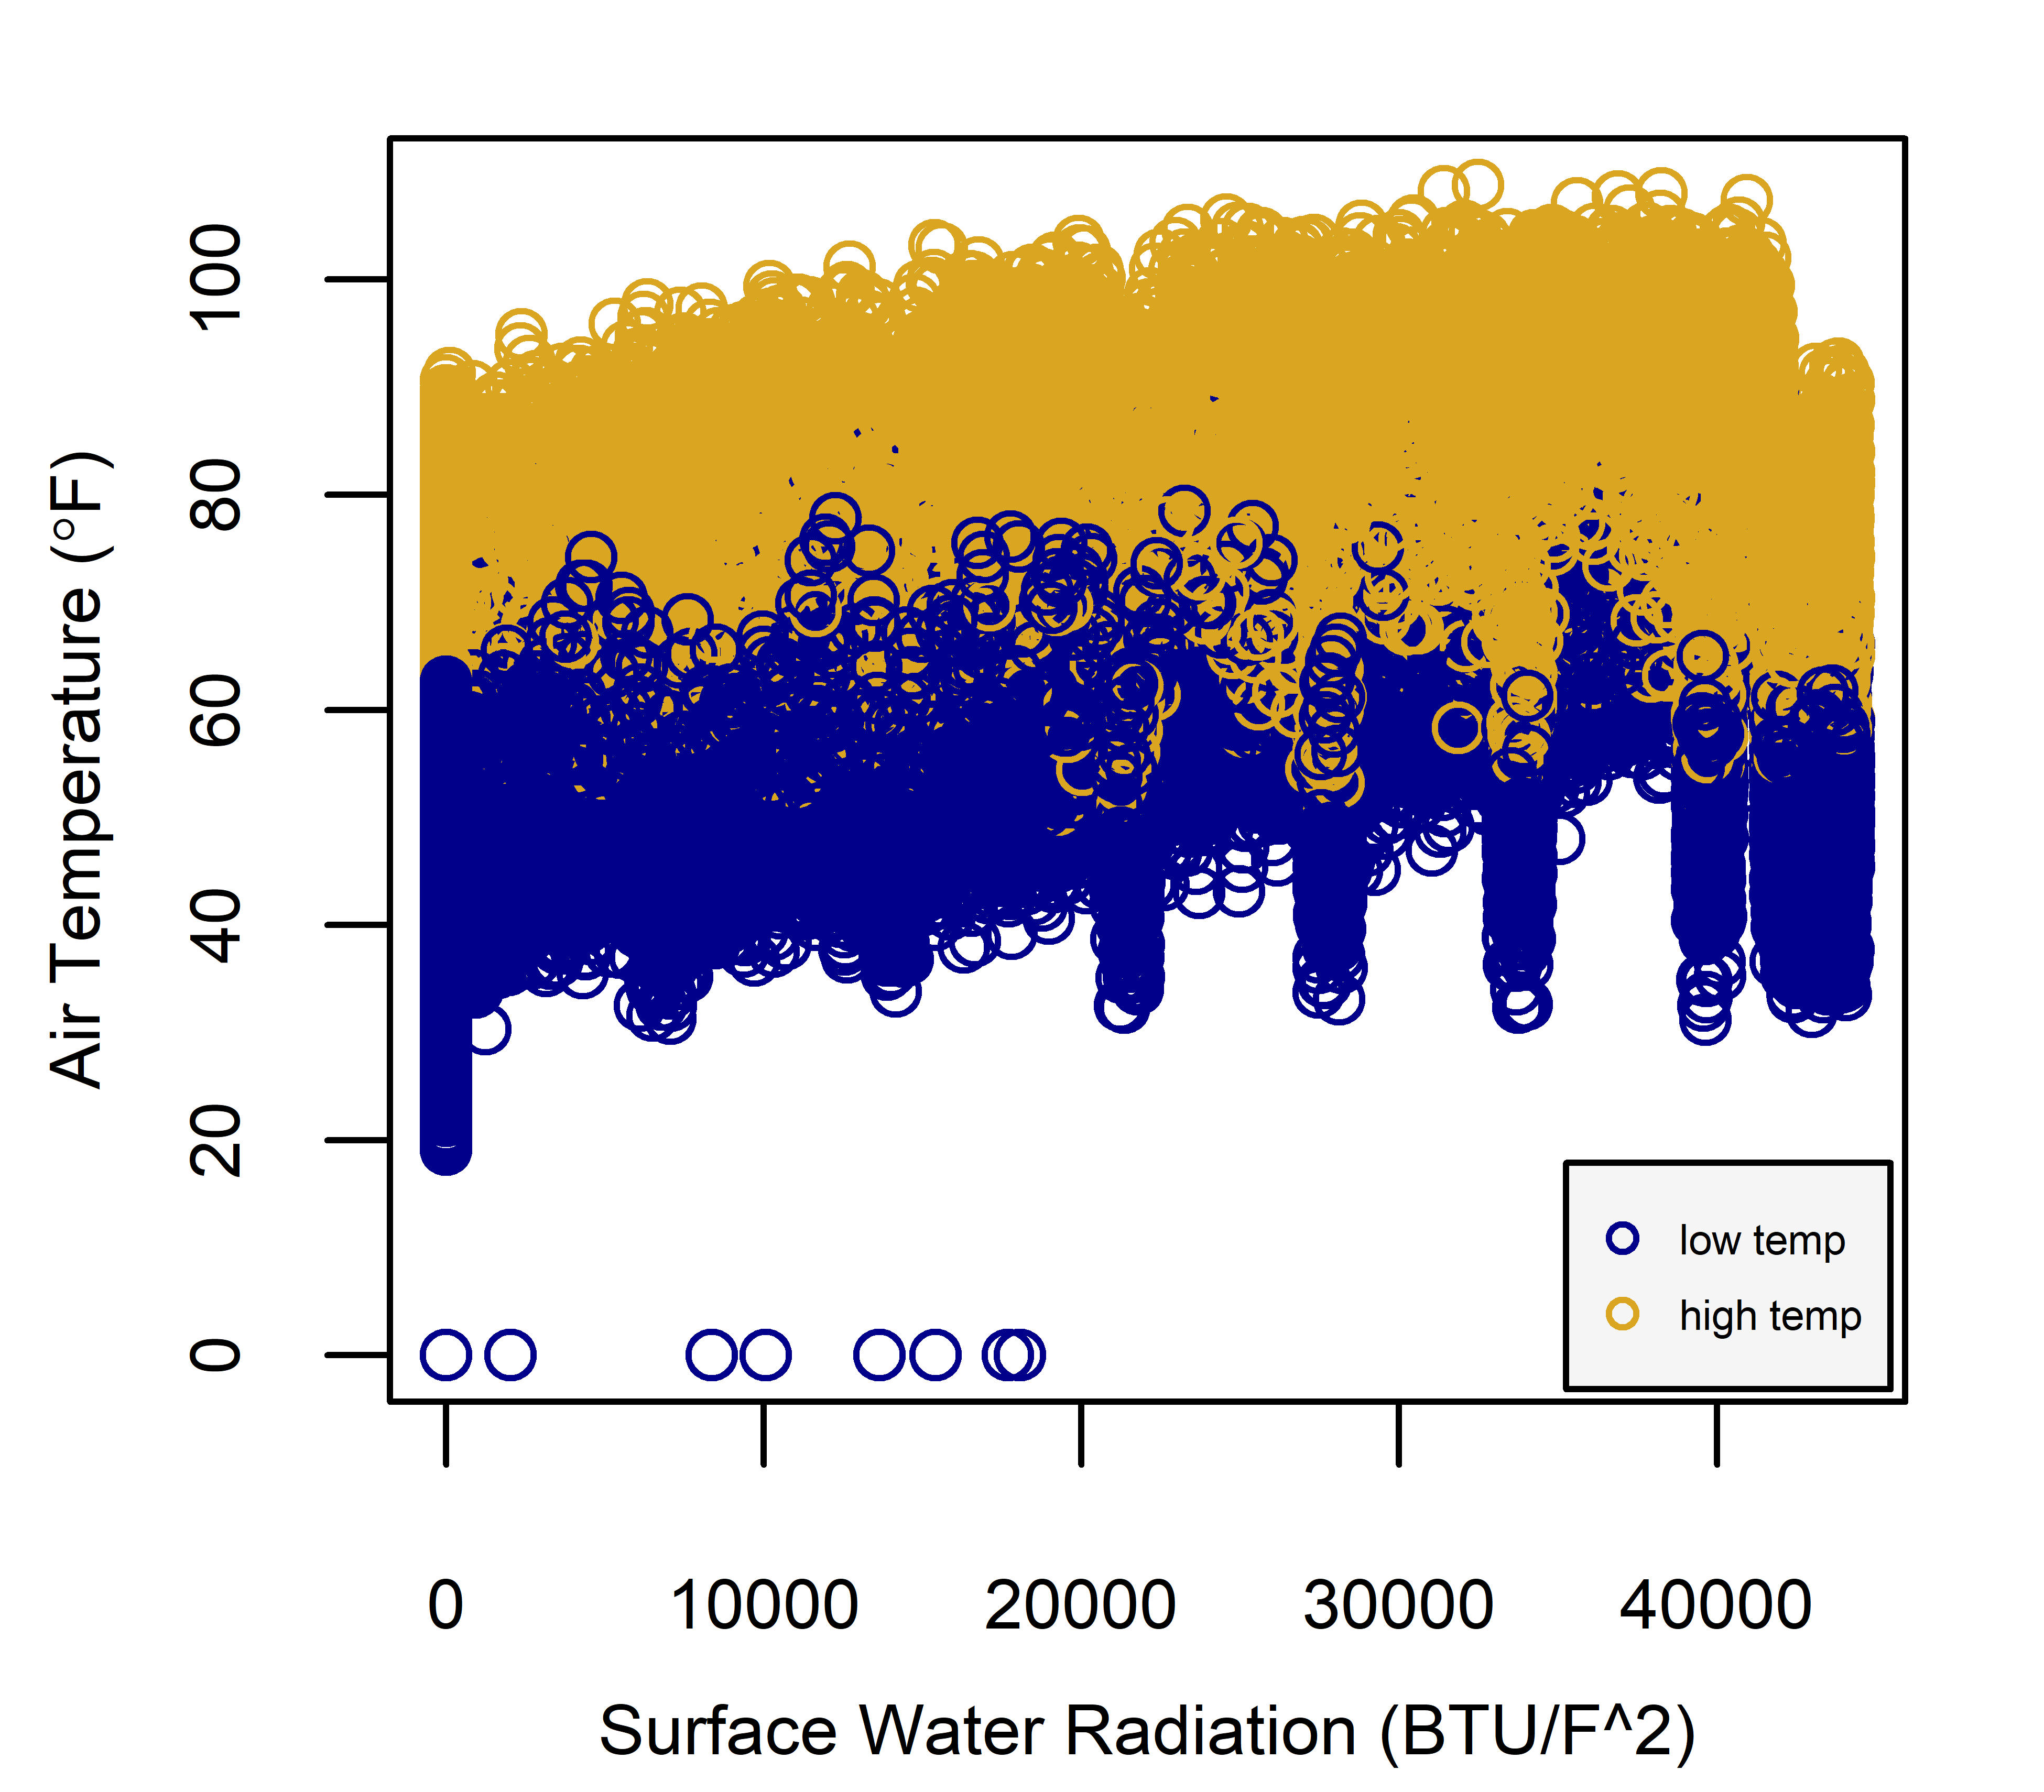 Air Temperature (°F)
100
80
60
40
20
0
low temp
high temp
0 10000 20000 30000 40000
Surface Water Radiation (BTU/F^2)